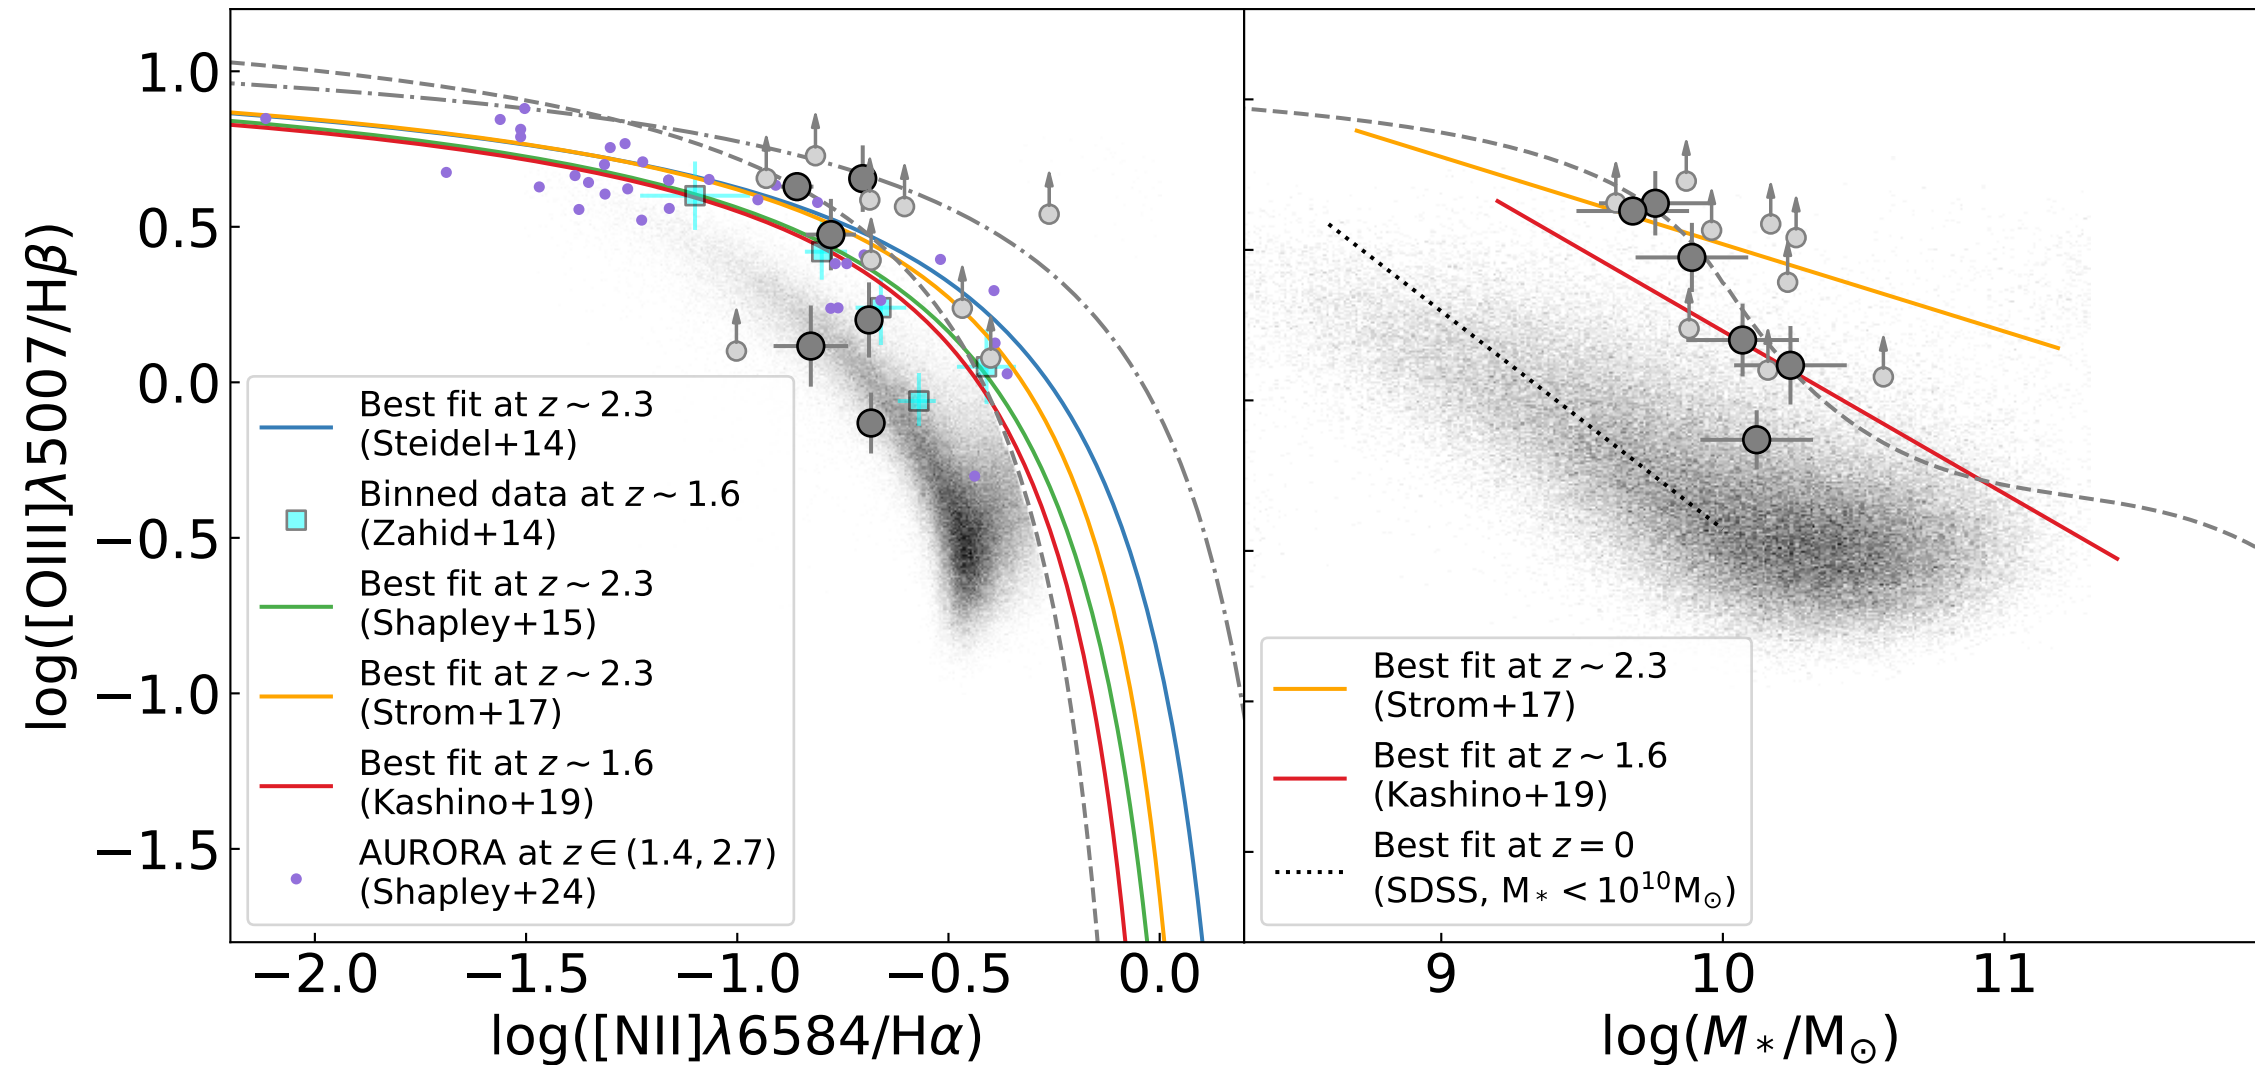 log([OIII]λ5007/Hβ)
1.0
0.5
0.0
−0.5
−1.0
−1.5
Best fit at z ~ 2.3
(Steidel+14)
Binned data at z ~ 1.6
(Zahid+14)
Best fit at z ~ 2.3
(Shapley+15)
Best fit at z ~ 2.3
(Strom+17)
Best fit at z ~ 1.6
(Kashino+19)
AURORA at z ∈ (1.4, 2.7)
(Shapley+24)
−2.0 −1.5 −1.0 −0.5 0.0
log([NII]λ6584/Hα)
Best fit at z ~ 2.3
(Strom+17)
Best fit at z ~ 1.6
(Kashino+19)
Best fit at z = 0
(SDSS, M* < 10¹⁰M⊙)
9 10 11
log(M*/M⊙)